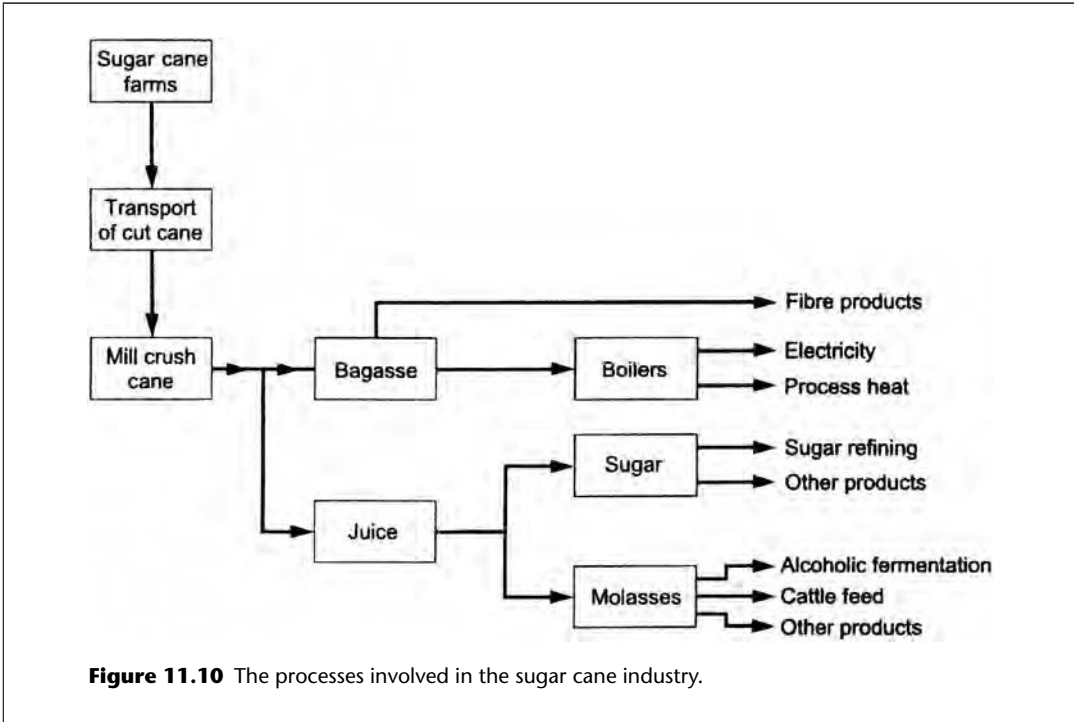 Sugar cane
farms
Transport
of cut cane
Mill crush
cane
Bagasse
Fibre products
Boilers
Electricity
Process heat
Juice
Sugar
Sugar refining
Other products
Molasses
Alcoholic fermentation
Cattle feed
Other products
Figure 11.10 The processes involved in the sugar cane industry.